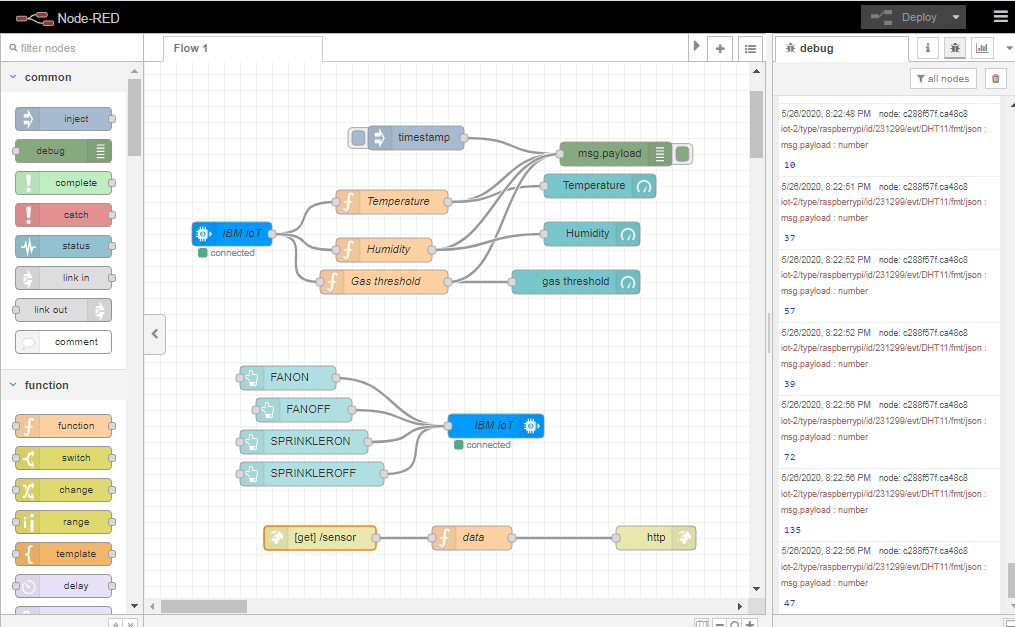 Node-RED
Deploy
filter nodes
Flow 1
debug
i
all nodes
common
inject
debug
complete
catch
status
link in
link out
comment
function
function
switch
change
range
template
delay
timestamp
msg.payload
Temperature
Temperature
IBM IoT
connected
Humidity
Humidity
Gas threshold
gas threshold
FANON
FANOFF
SPRINKLERON
SPRINKLEROFF
IBM IoT
connected
[get] /sensor
data
http
5/26/2020, 8:22:48 PM node: c288f57f.ca48c8
iot-2/type/raspberrypi/id/231299/evt/DHT11/fmt/json :
msg.payload : number
10
5/26/2020, 8:22:51 PM node: c288f57f.ca48c8
iot-2/type/raspberrypi/id/231299/evt/DHT11/fmt/json :
msg.payload : number
37
5/26/2020, 8:22:52 PM node: c288f57f.ca48c8
iot-2/type/raspberrypi/id/231299/evt/DHT11/fmt/json :
msg.payload : number
57
5/26/2020, 8:22:52 PM node: c288f57f.ca48c8
iot-2/type/raspberrypi/id/231299/evt/DHT11/fmt/json :
msg.payload : number
39
5/26/2020, 8:22:56 PM node: c288f57f.ca48c8
iot-2/type/raspberrypi/id/231299/evt/DHT11/fmt/json :
msg.payload : number
72
5/26/2020, 8:22:56 PM node: c288f57f.ca48c8
iot-2/type/raspberrypi/id/231299/evt/DHT11/fmt/json :
msg.payload : number
135
5/26/2020, 8:22:56 PM node: c288f57f.ca48c8
iot-2/type/raspberrypi/id/231299/evt/DHT11/fmt/json :
msg.payload : number
47